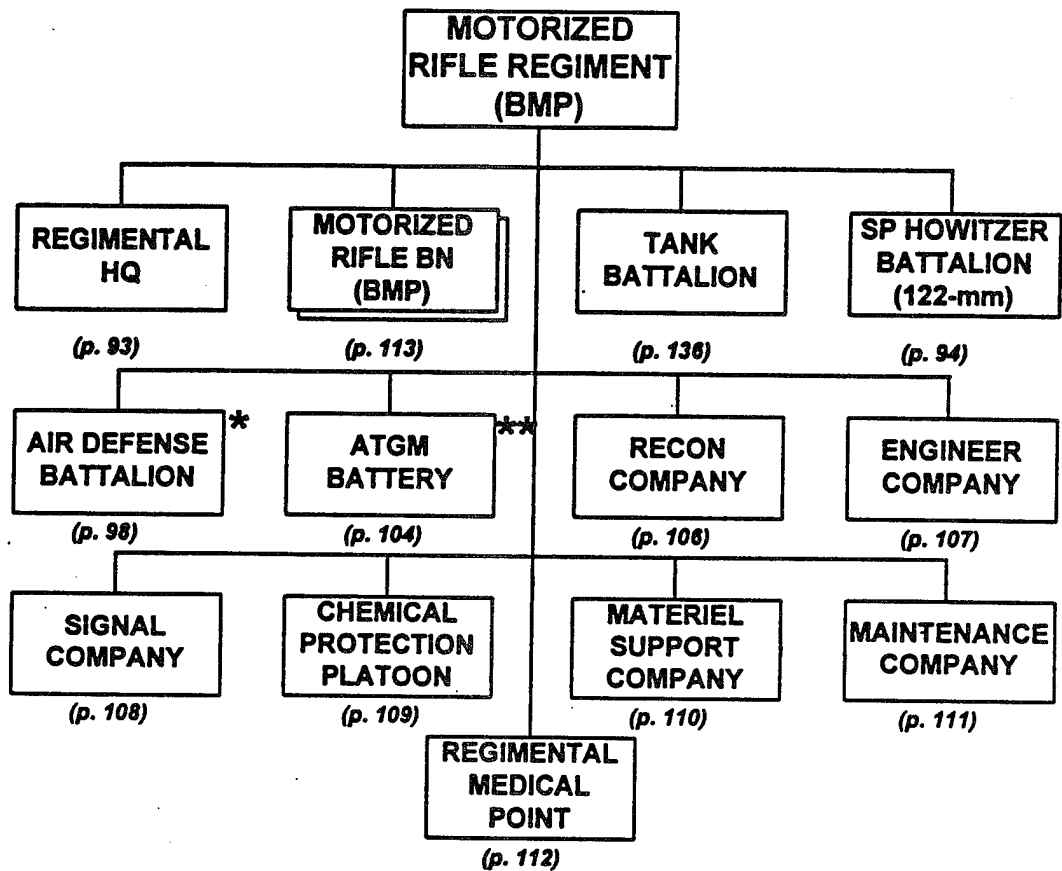 MOTORIZED
RIFLE REGIMENT
(BMP)
REGIMENTAL
HQ
(p. 93)
MOTORIZED
RIFLE BN
(BMP)
(p. 113)
TANK
BATTALION
(p. 136)
SP HOWITZER
BATTALION
(122-mm)
(p. 94)
AIR DEFENSE
BATTALION
*
(p. 98)
ATGM
BATTERY
**
(p. 104)
RECON
COMPANY
(p. 106)
ENGINEER
COMPANY
(p. 107)
SIGNAL
COMPANY
(p. 108)
CHEMICAL
PROTECTION
PLATOON
(p. 109)
MATERIEL
SUPPORT
COMPANY
(p. 110)
MAINTENANCE
COMPANY
(p. 111)
REGIMENTAL
MEDICAL
POINT
(p. 112)